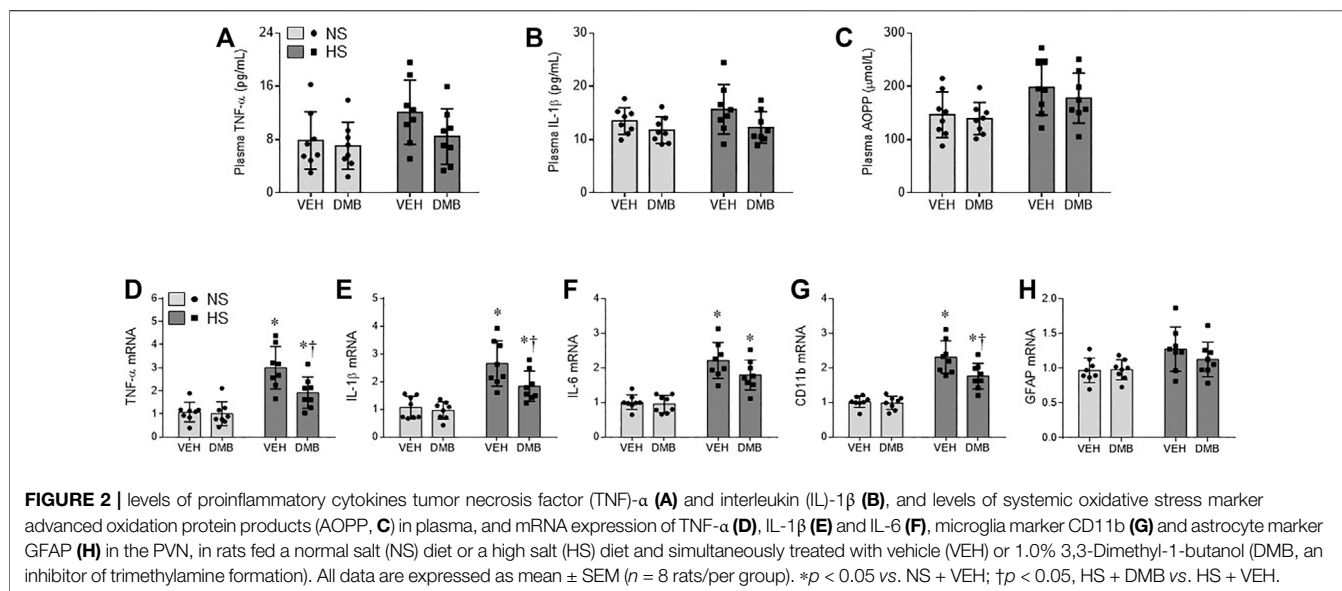 A
NS
HS
Plasma TNF-α (pg/mL)
24
16
8
0
VEH DMB VEH DMB
B
Plasma IL-1β (pg/mL)
30
20
10
0
VEH DMB VEH DMB
C
Plasma AOPP (μmol/L)
300
200
100
0
VEH DMB VEH DMB
D
NS
HS
TNF-α mRNA
6
5
4
3
2
1
0
*
*†
VEH DMB VEH DMB
E
IL-1β mRNA
5
4
3
2
1
0
*
*†
VEH DMB VEH DMB
F
IL-6 mRNA
4
3
2
1
0
*
*
VEH DMB VEH DMB
G
CD11b mRNA
4
3
2
1
0
*
*†
VEH DMB VEH DMB
H
GFAP mRNA
2.0
1.5
1.0
0.5
0.0
VEH DMB VEH DMB
FIGURE 2 | levels of proinflammatory cytokines tumor necrosis factor (TNF)-α (A) and interleukin (IL)-1β (B), and levels of systemic oxidative stress marker
advanced oxidation protein products (AOPP, C) in plasma, and mRNA expression of TNF-α (D), IL-1β (E) and IL-6 (F), microglia marker CD11b (G) and astrocyte marker
GFAP (H) in the PVN, in rats fed a normal salt (NS) diet or a high salt (HS) diet and simultaneously treated with vehicle (VEH) or 1.0% 3,3-Dimethyl-1-butanol (DMB, an
inhibitor of trimethylamine formation). All data are expressed as mean ± SEM (n = 8 rats/per group). *p < 0.05 vs. NS + VEH; †p < 0.05, HS + DMB vs. HS + VEH.